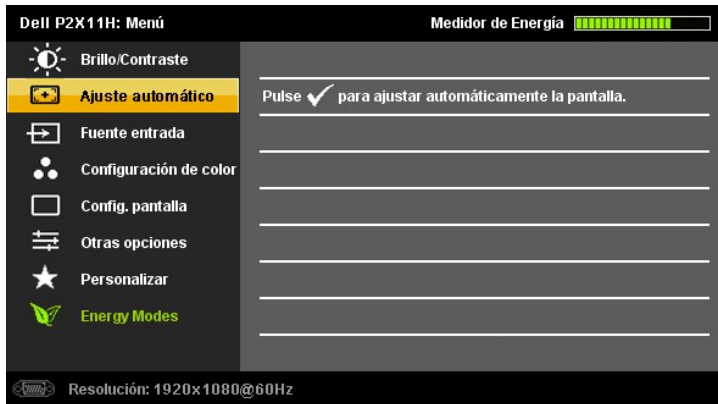 Dell P2X11H: Menú
Medidor de Energía
Brillo/Contraste
Ajuste automático
Pulse ✓ para ajustar automáticamente la pantalla.
Fuente entrada
Configuración de color
Config. pantalla
Otras opciones
Personalizar
Energy Modes
Resolución: 1920x1080@60Hz